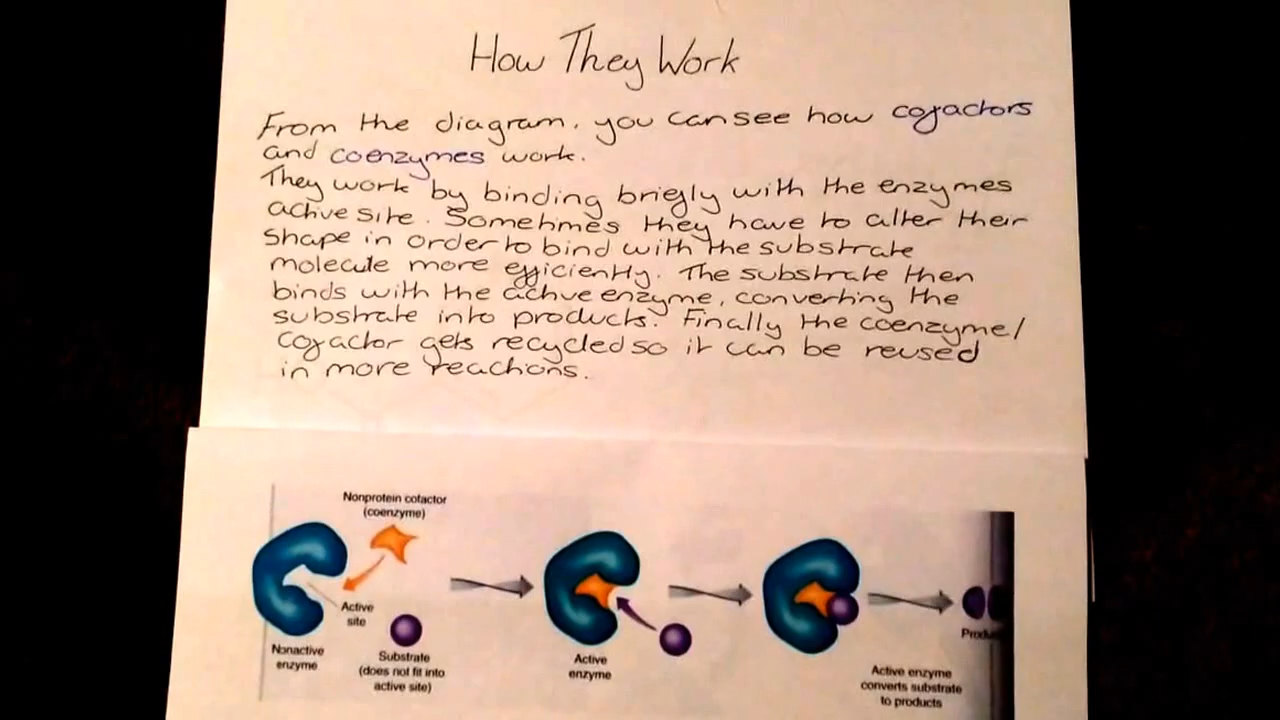 How They Work
From the diagram, you can see how cofactors
and coenzymes work.
They work by binding briefly with the enzymes
active site. Sometimes they have to alter their
shape in order to bind with the substrate
molecule more efficiently. The substrate then
binds with the active enzyme, converting the
substrate into products. Finally the coenzyme/
cofactor gets recycled so it can be reused
in more reactions.
Nonprotein cofactor
(coenzyme)
Active
site
Nonactive
enzyme
Substrate
(does not fit into
active site)
Active
enzyme
Active enzyme
converts substrate
to products